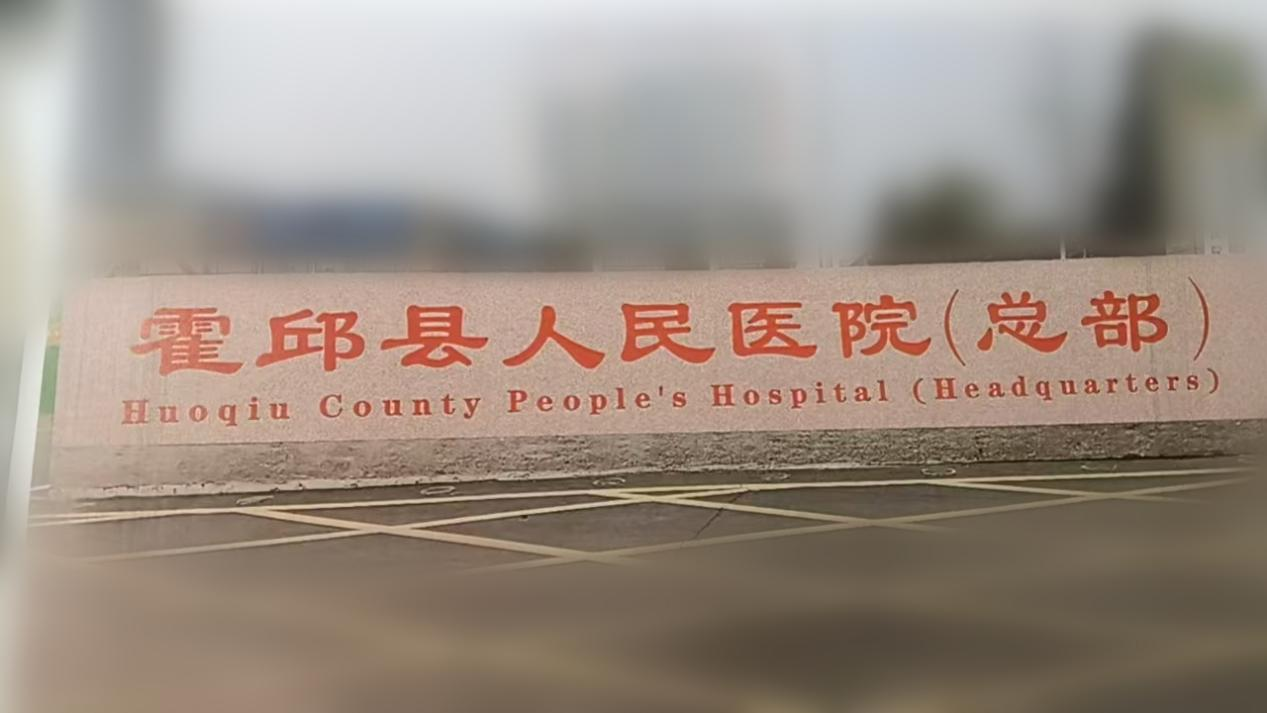 霍邱县人民医院(总部)
Huoqiu County People's Hospital (Headquarters)